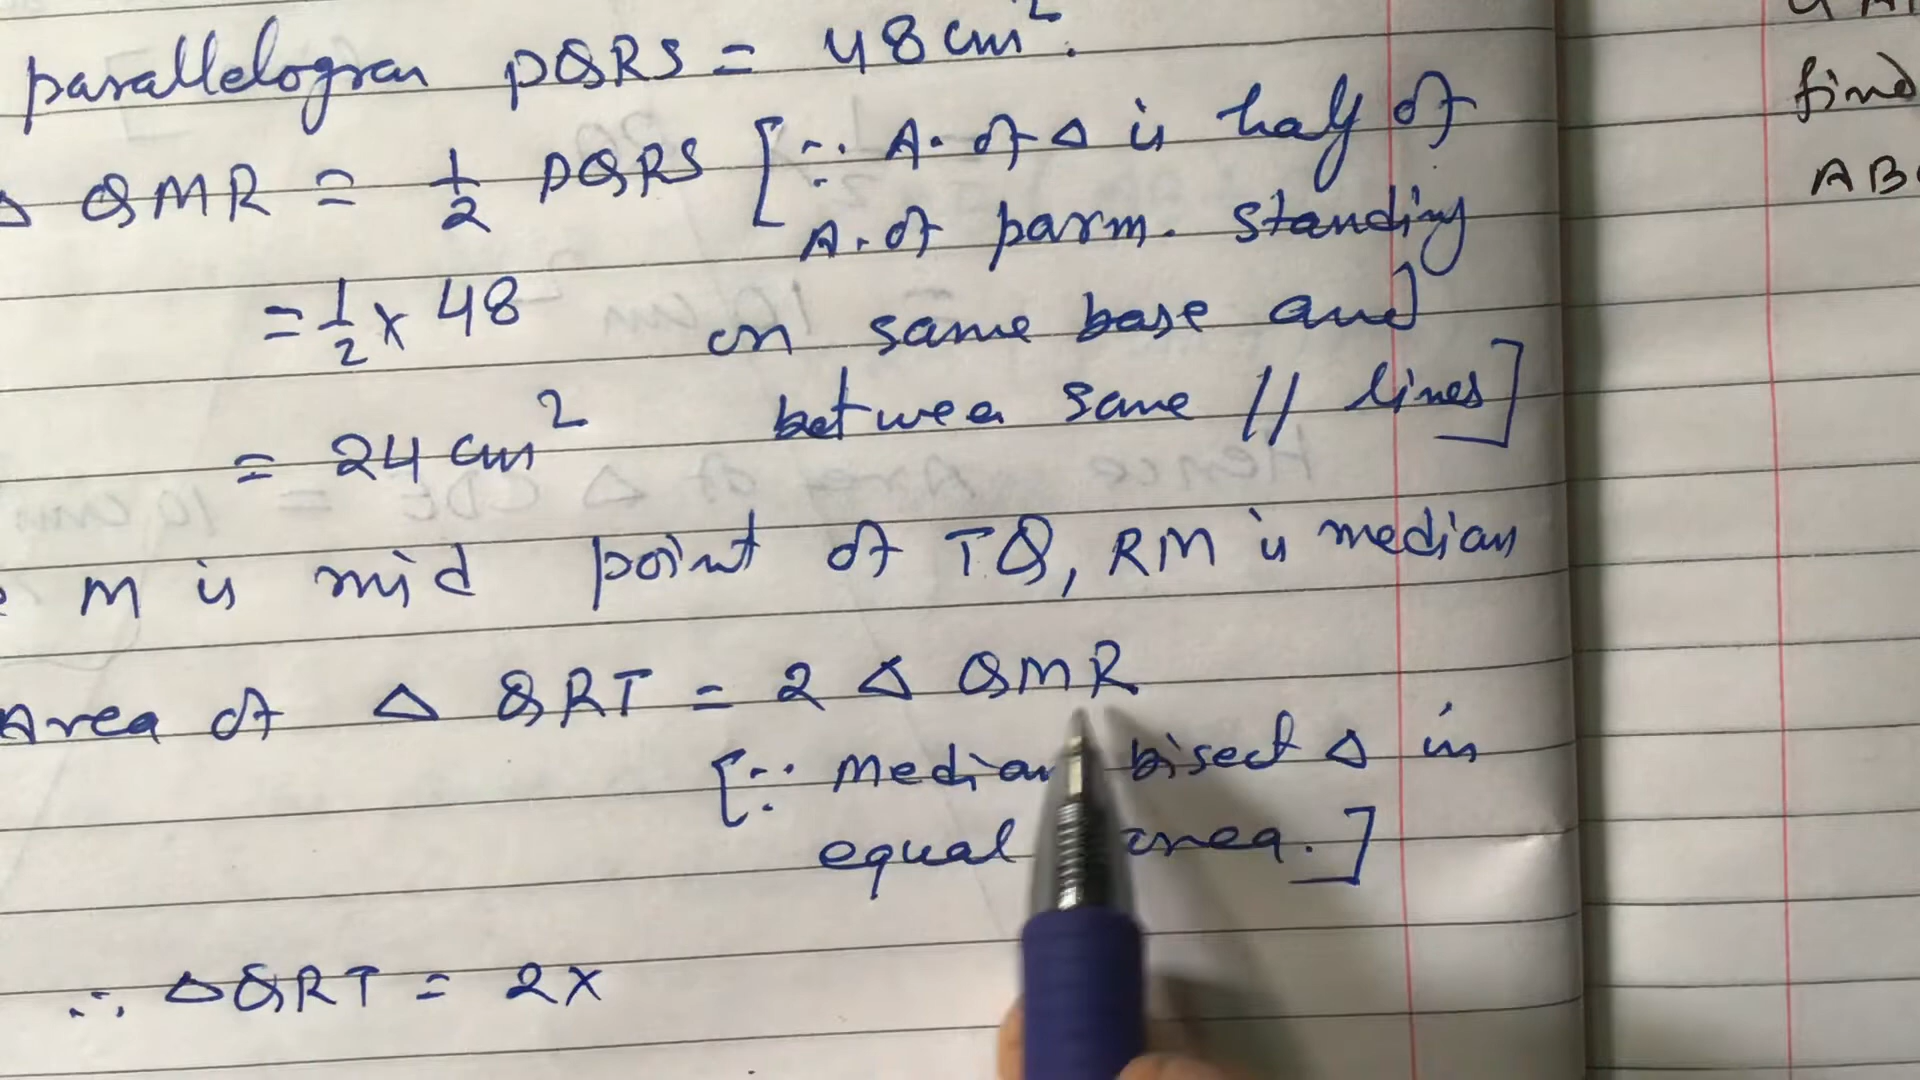 parallelogram PQRS = 48 cm².
Δ QMR = 1/2 PQRS [∵ A. of Δ is half of
A. of parm. standing
= 1/2 x 48 on same base and
= 24 cm² between same // lines]
M is mid point of TQ, RM is median
Area of Δ QRT = 2 Δ QMR
[∵ Median bisect Δ in
equal area.]
∴ ΔQRT = 2x
find